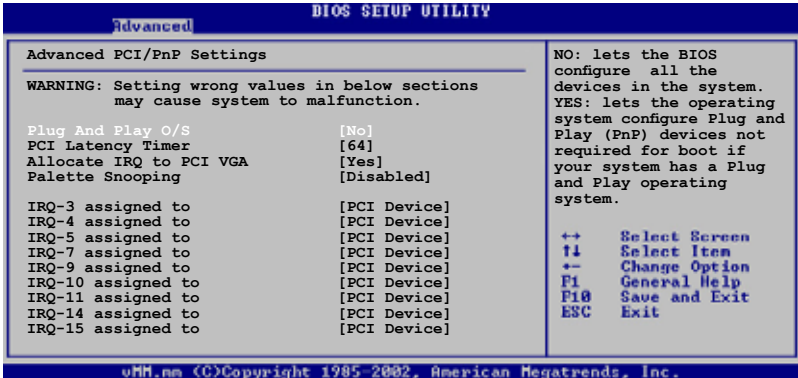 BIOS SETUP UTILITY
Advanced
Advanced PCI/PnP Settings
WARNING: Setting wrong values in below sections
may cause system to malfunction.
Plug And Play O/S [No]
PCI Latency Timer [64]
Allocate IRQ to PCI VGA [Yes]
Palette Snooping [Disabled]
IRQ-3 assigned to [PCI Device]
IRQ-4 assigned to [PCI Device]
IRQ-5 assigned to [PCI Device]
IRQ-7 assigned to [PCI Device]
IRQ-9 assigned to [PCI Device]
IRQ-10 assigned to [PCI Device]
IRQ-11 assigned to [PCI Device]
IRQ-14 assigned to [PCI Device]
IRQ-15 assigned to [PCI Device]
NO: lets the BIOS
configure all the
devices in the system.
YES: lets the operating
system configure Plug and
Play (PnP) devices not
required for boot if
your system has a Plug
and Play operating
system.
↔ Select Screen
↑↓ Select Item
+- Change Option
F1 General Help
F10 Save and Exit
ESC Exit
vMM.mm (C)Copyright 1985-2002, American Megatrends, Inc.